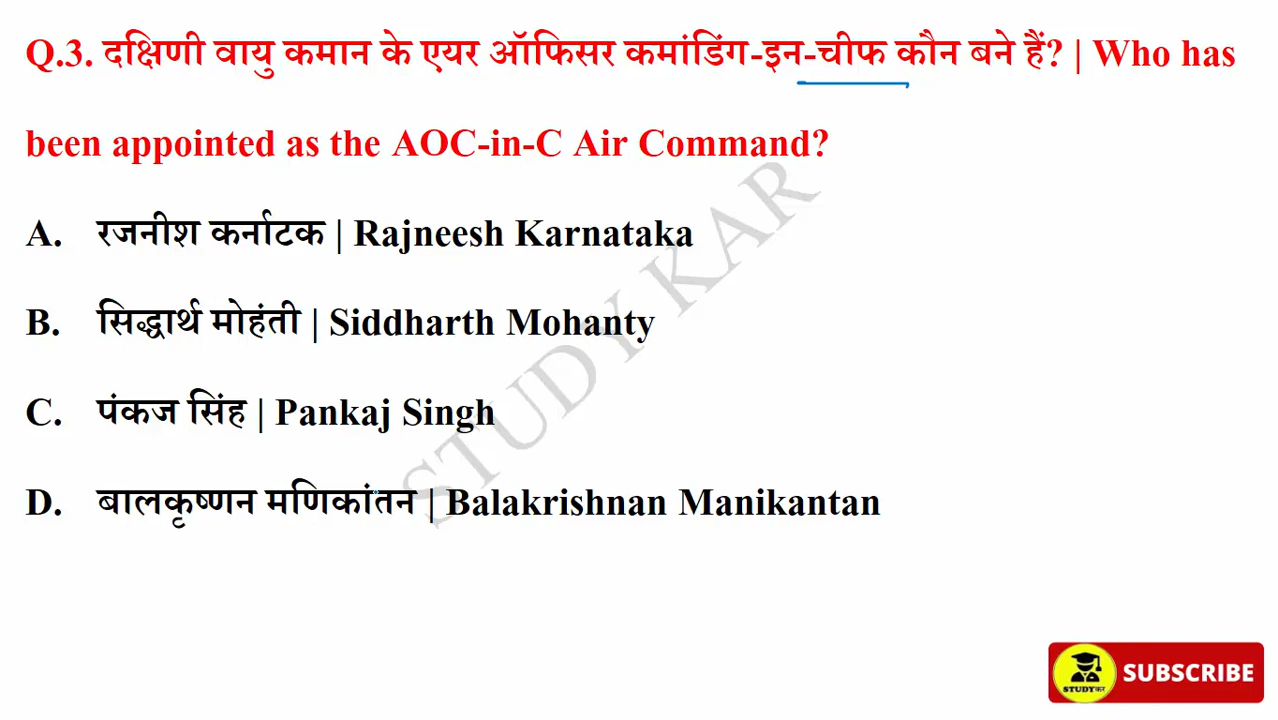 Q.3. दक्षिणी वायु कमान के एयर ऑफिसर कमांडिंग-इन-चीफ कौन बने हैं? | Who has
been appointed as the AOC-in-C Air Command?
A. रजनीश कर्नाटक | Rajneesh Karnataka
B. सिद्धार्थ मोहंती | Siddharth Mohanty
C. पंकज सिंह | Pankaj Singh
D. बालकृष्णन मणिकांतन | Balakrishnan Manikantan
STUDY KAR
STUDYकर
SUBSCRIBE